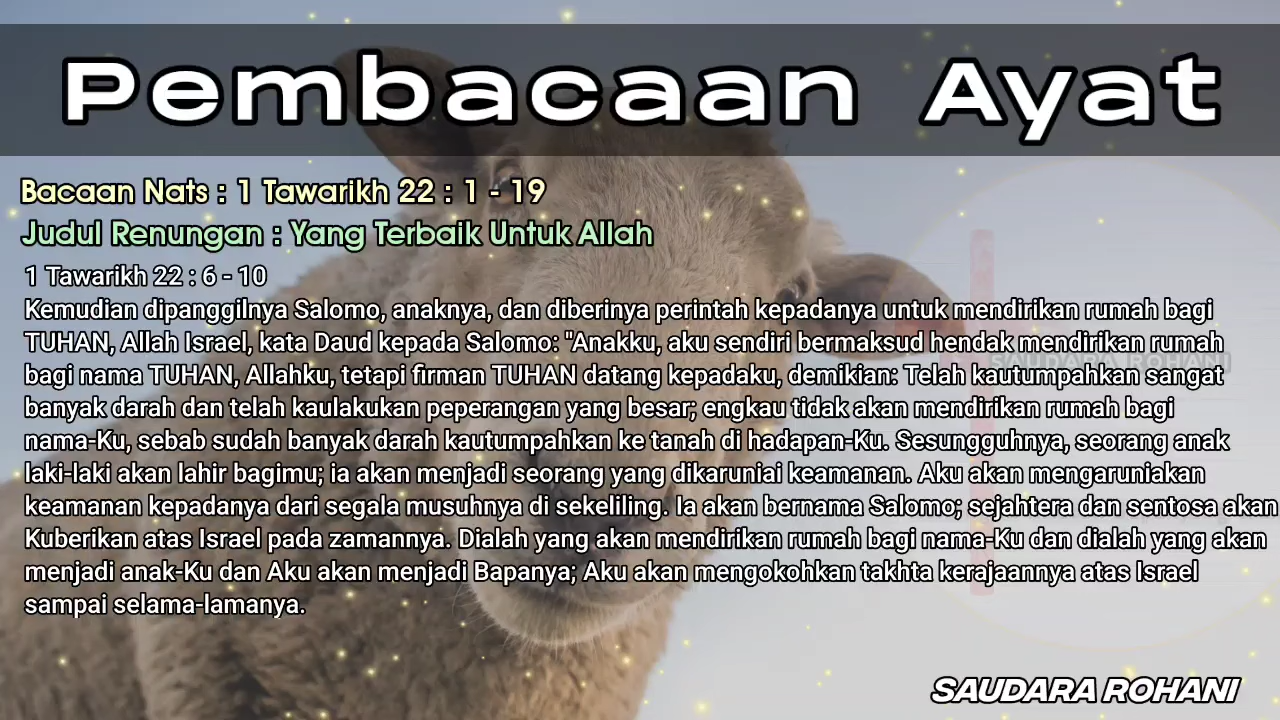 Pembacaan Ayat
Bacaan Nats : 1 Tawarikh 22 : 1 - 19
Judul Renungan : Yang Terbaik Untuk Allah
1 Tawarikh 22 : 6 - 10
Kemudian dipanggilnya Salomo, anaknya, dan diberinya perintah kepadanya untuk mendirikan rumah bagi
TUHAN, Allah Israel, kata Daud kepada Salomo: "Anakku, aku sendiri bermaksud hendak mendirikan rumah
bagi nama TUHAN, Allahku, tetapi firman TUHAN datang kepadaku, demikian: Telah kautumpahkan sangat
banyak darah dan telah kaulakukan peperangan yang besar; engkau tidak akan mendirikan rumah bagi
nama-Ku, sebab sudah banyak darah kautumpahkan ke tanah di hadapan-Ku. Sesungguhnya, seorang anak
laki-laki akan lahir bagimu; ia akan menjadi seorang yang dikaruniai keamanan. Aku akan mengaruniakan
keamanan kepadanya dari segala musuhnya di sekeliling. Ia akan bernama Salomo; sejahtera dan sentosa akan
Kuberikan atas Israel pada zamannya. Dialah yang akan mendirikan rumah bagi nama-Ku dan dialah yang akan
menjadi anak-Ku dan Aku akan menjadi Bapanya; Aku akan mengokohkan takhta kerajaannya atas Israel
sampai selama-lamanya.
SAUDARA ROHANI
SAUDARA ROHANI